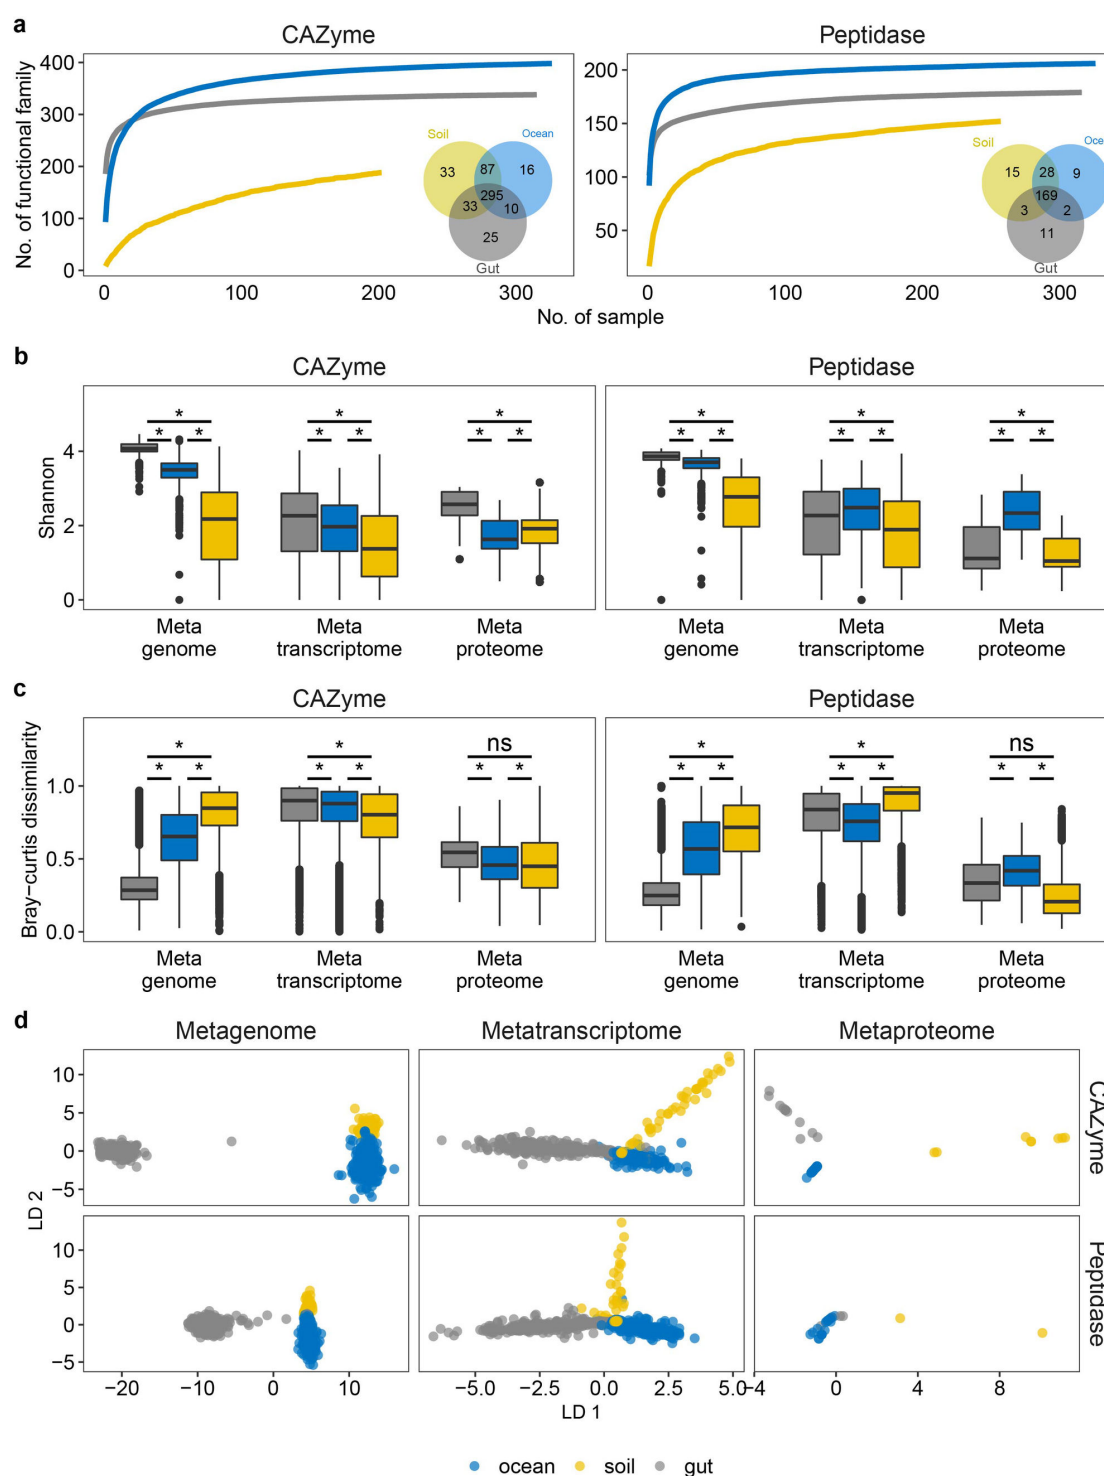 a
CAZyme
Peptidase
No. of functional family
400
300
200
100
0
Soil
Ocean
33
87
16
295
33
10
25
Gut
0
100
200
300
200
150
100
50
Soil
Oce
15
28
9
169
3
2
11
Gut
0
100
200
300
No. of sample
b
CAZyme
Peptidase
Shannon
4
2
0
* * *
* * *
* * *
* * *
* * *
* * *
Meta genome
Meta transcriptome
Meta proteome
Meta genome
Meta transcriptome
Meta proteome
c
CAZyme
Peptidase
Bray-curtis dissimilarity
1.0
0.5
0.0
* * *
* * *
ns * *
* * *
* * *
ns * *
Meta genome
Meta transcriptome
Meta proteome
Meta genome
Meta transcriptome
Meta proteome
d
Metagenome
Metatranscriptome
Metaproteome
LD 2
10
5
0
−5
CAZyme
10
5
0
−5
Peptidase
−20
−10
0
10
−5.0
−2.5
0.0
2.5
5.0
−4
0
4
8
LD 1
ocean
soil
gut